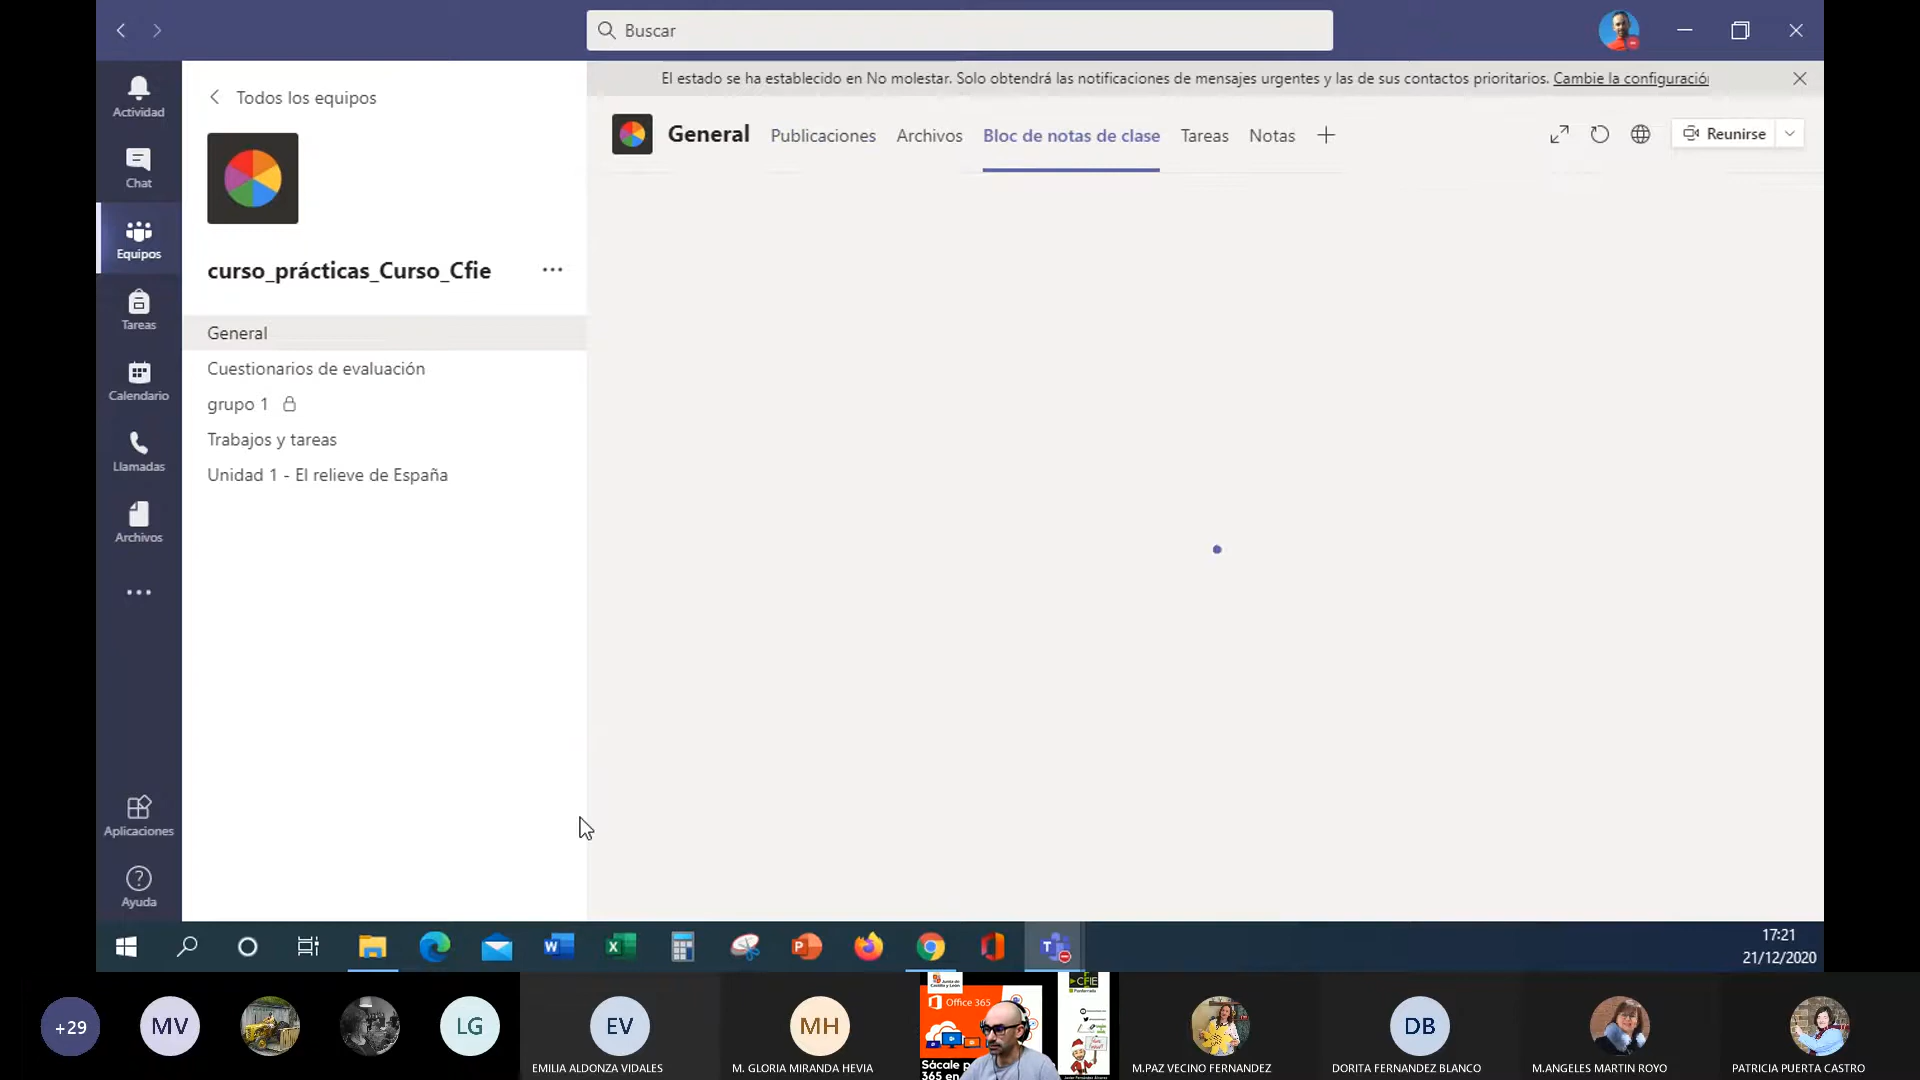 Buscar
El estado se ha establecido en No molestar. Solo obtendrá las notificaciones de mensajes urgentes y las de sus contactos prioritarios. Cambie la configuració
Actividad
Chat
Equipos
Tareas
Calendario
Llamadas
Archivos
Aplicaciones
Ayuda
Todos los equipos
curso_prácticas_Curso_Cfie
General
Cuestionarios de evaluación
grupo 1
Trabajos y tareas
Unidad 1 - El relieve de España
General Publicaciones Archivos Bloc de notas de clase Tareas Notas
Reunirse
17:21
21/12/2020
+29
MV
LG
EV
EMILIA ALDONZA VIDALES
MH
M. GLORIA MIRANDA HEVIA
Office 365
Sácale p
365 en
CFIE
M.PAZ VECINO FERNANDEZ
DB
DORITA FERNANDEZ BLANCO
M.ANGELES MARTIN ROYO
PATRICIA PUERTA CASTRO